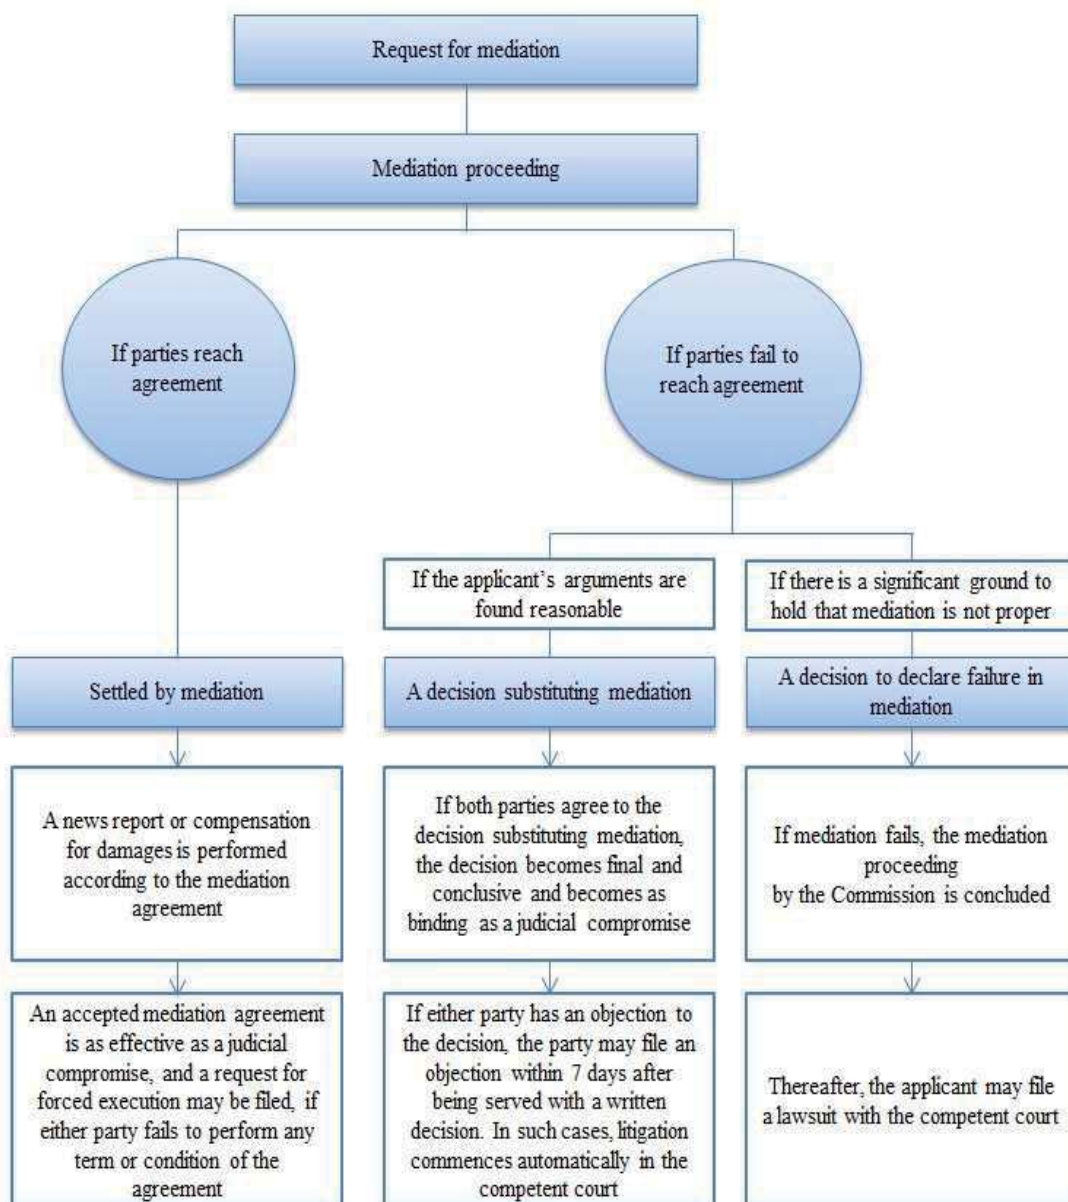 Request for mediation
Mediation proceeding
If parties reach
agreement
If parties fail to
reach agreement
If the applicant's arguments are
found reasonable
If there is a significant ground to
hold that mediation is not proper
Settled by mediation
A decision substituting mediation
A decision to declare failure in
mediation
A news report or compensation
for damages is performed
according to the mediation
agreement
If both parties agree to the
decision substituting mediation,
the decision becomes final and
conclusive and becomes as
binding as a judicial compromise
If mediation fails, the mediation
proceeding
by the Commission is concluded
An accepted mediation agreement
is as effective as a judicial
compromise, and a request for
forced execution may be filed, if
either party fails to perform any
term or condition of the
agreement
If either party has an objection to
the decision, the party may file an
objection within 7 days after
being served with a written
decision. In such cases, litigation
commences automatically in the
competent court
Thereafter, the applicant may file
a lawsuit with the competent court